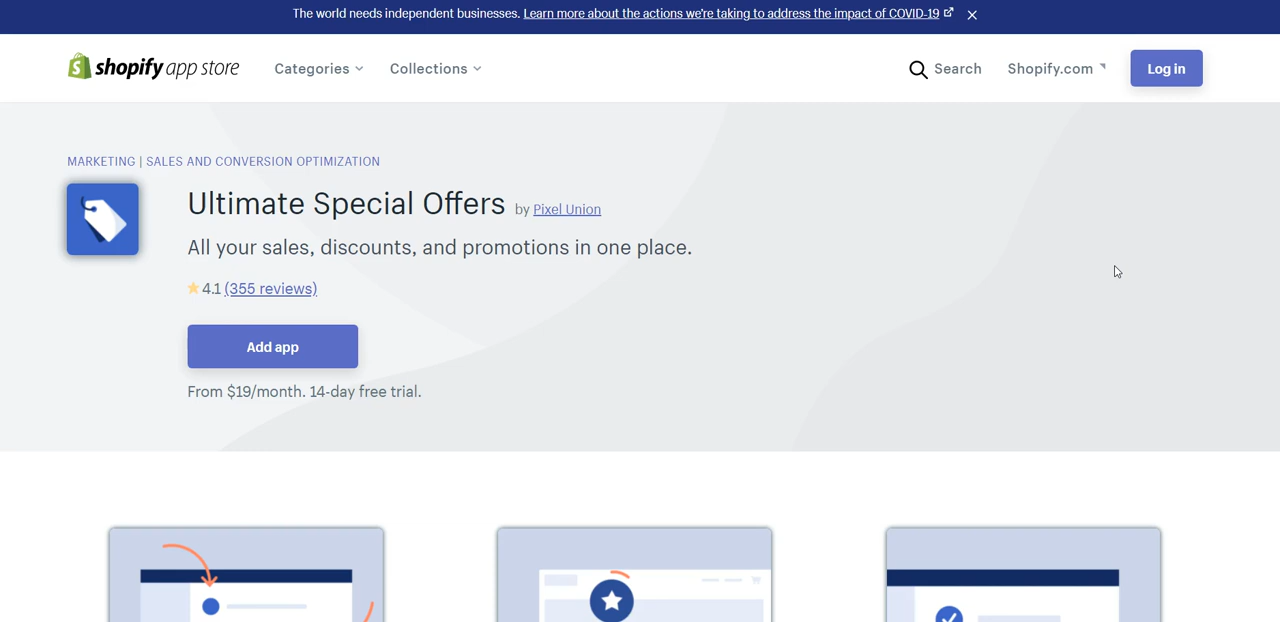 The world needs independent businesses. Learn more about the actions we're taking to address the impact of COVID-19
shopify app store Categories Collections Search Shopify.com Log in
MARKETING | SALES AND CONVERSION OPTIMIZATION
Ultimate Special Offers by Pixel Union
All your sales, discounts, and promotions in one place.
4.1 (355 reviews)
Add app
From $19/month. 14-day free trial.